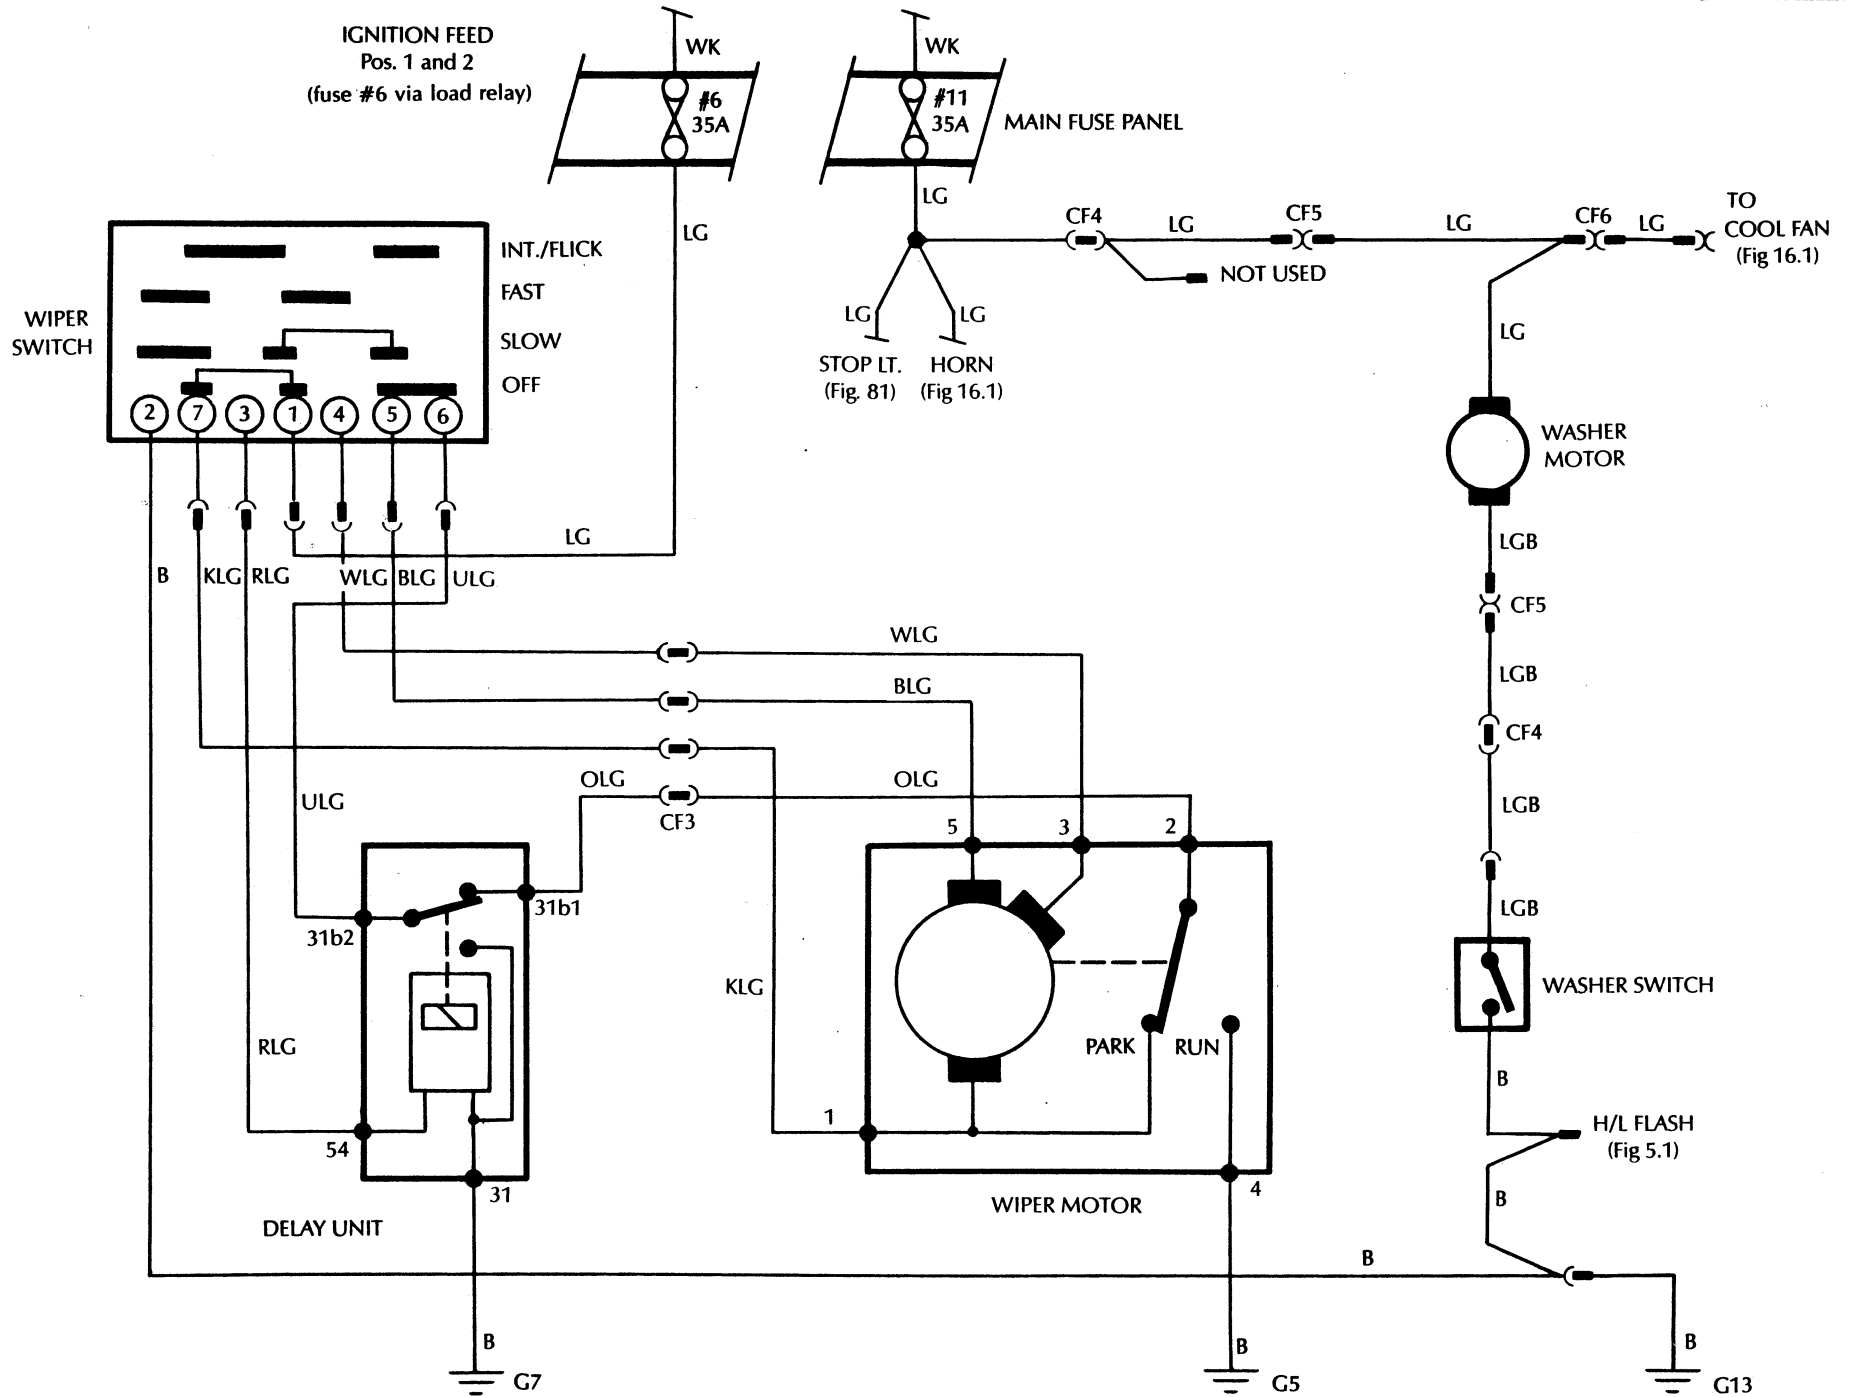 IGNITION FEED
Pos. 1 and 2
(fuse #6 via load relay)
WK
#6
35A
WK
#11
35A
MAIN FUSE PANEL
LG
LG
CF4
LG
CF5
LG
CF6
LG
TO
COOL FAN
(Fig 16.1)
NOT USED
LG
LG
STOP LT.
(Fig. 81)
HORN
(Fig 16.1)
LG
WIPER
SWITCH
INT./FLICK
FAST
SLOW
OFF
2
7
3
1
4
5
6
WASHER
MOTOR
LG
B
KLG
RLG
WLG
BLG
ULG
LGB
CF5
WLG
BLG
LGB
CF4
OLG
OLG
CF3
ULG
LGB
5
3
2
31b1
31b2
LGB
KLG
WASHER SWITCH
RLG
PARK
RUN
B
1
54
H/L FLASH
(Fig 5.1)
31
4
DELAY UNIT
WIPER MOTOR
B
B
B
B
B
G7
G5
G13